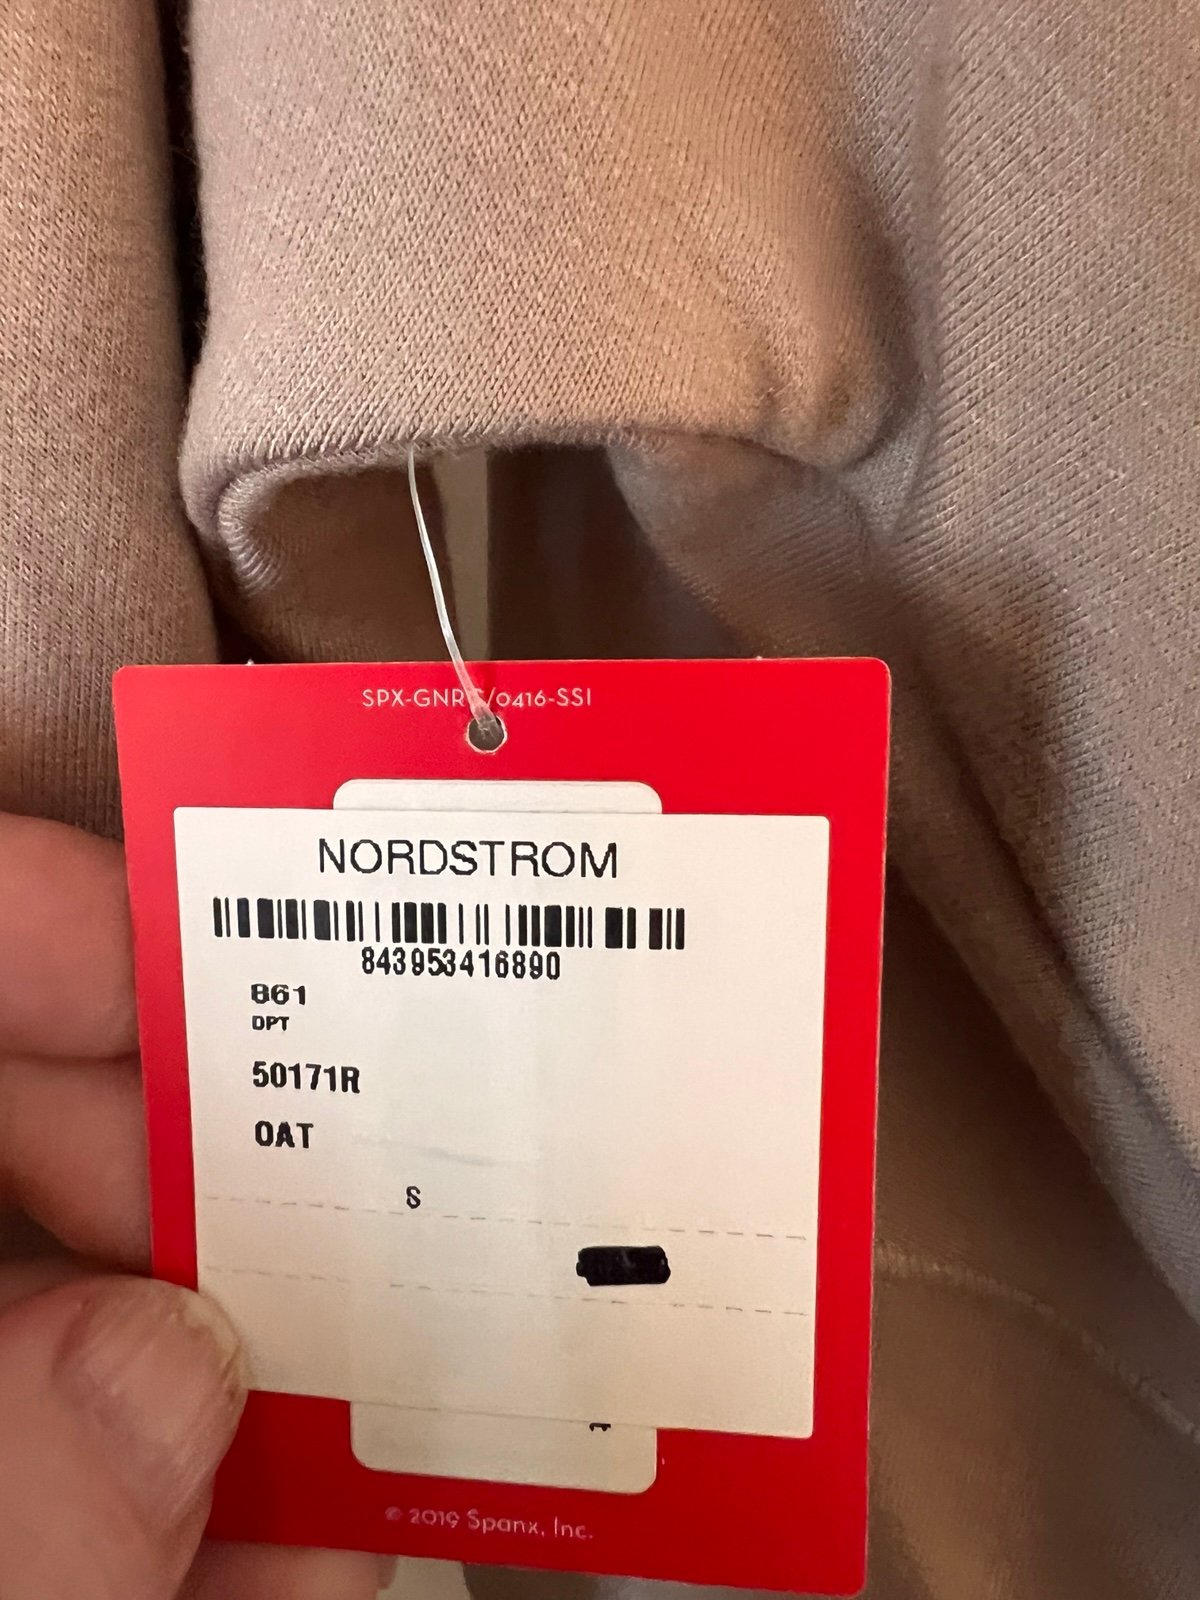 SPX-GNRC/0416-SSI
NORDSTROM
843953416890
861
DPT
50171R
OAT
S
© 2019 Spanx, Inc.